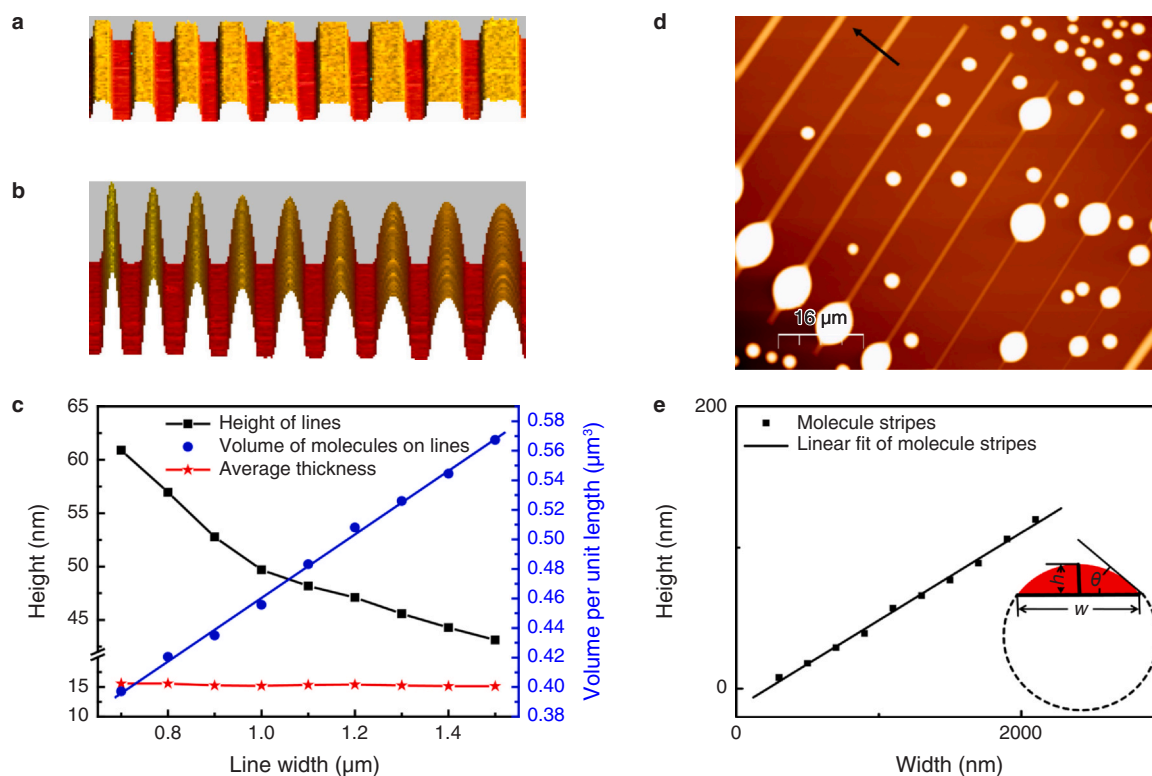 a
b
c
65
60
55
50
45
15
10
Height (nm)
Height of lines
Volume of molecules on lines
Average thickness
0.58
0.56
0.54
0.52
0.50
0.48
0.46
0.44
0.42
0.40
0.38
Volume per unit length (μm³)
0.8
1.0
1.2
1.4
Line width (μm)
d
16 μm
e
200
0
Height (nm)
Molecule stripes
Linear fit of molecule stripes
h
θ
w
0
2000
Width (nm)